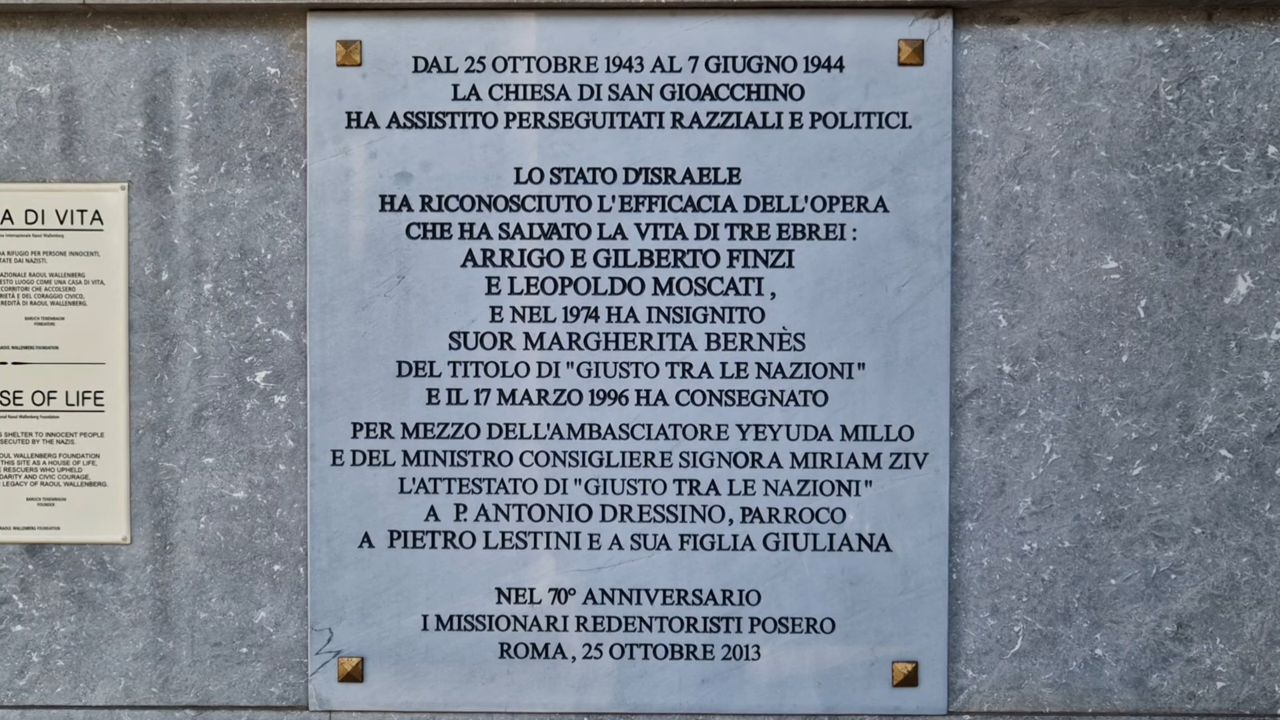 A DI VITA
DA RIFUGIO PER PERSONE INNOCENTI,
TATE DAI NAZISTI.
AZIONALE RAOUL WALLENBERG
ESTO LUOGO COME UNA CASA DI VITA,
CORRITORI CHE ACCOLSERO
RIETÀ E DEL CORAGGIO CIVICO,
REDITÀ DI RAOUL WALLENBERG.
BARUCH TENEMBAUM
FONDATORE
RAOUL WALLENBERG FOUNDATION
SE OF LIFE
S SHELTER TO INNOCENT PEOPLE
SECUTED BY THE NAZIS.
OUL WALLENBERG FOUNDATION
THIS SITE AS A HOUSE OF LIFE,
E RESCUERS WHO UPHELD
DARITY AND CIVIC COURAGE,
LEGACY OF RAOUL WALLENBERG.
BARUCH TENEMBAUM
FOUNDER
RAOUL WALLENBERG FOUNDATION
DAL 25 OTTOBRE 1943 AL 7 GIUGNO 1944
LA CHIESA DI SAN GIOACCHINO
HA ASSISTITO PERSEGUITATI RAZZIALI E POLITICI.
LO STATO D'ISRAELE
HA RICONOSCIUTO L'EFFICACIA DELL'OPERA
CHE HA SALVATO LA VITA DI TRE EBREI :
ARRIGO E GILBERTO FINZI
E LEOPOLDO MOSCATI ,
E NEL 1974 HA INSIGNITO
SUOR MARGHERITA BERNÈS
DEL TITOLO DI "GIUSTO TRA LE NAZIONI"
E IL 17 MARZO 1996 HA CONSEGNATO
PER MEZZO DELL'AMBASCIATORE YEYUDA MILLO
E DEL MINISTRO CONSIGLIERE SIGNORA MIRIAM ZIV
L'ATTESTATO DI "GIUSTO TRA LE NAZIONI"
A P. ANTONIO DRESSINO, PARROCO
A PIETRO LESTINI E A SUA FIGLIA GIULIANA
NEL 70° ANNIVERSARIO
I MISSIONARI REDENTORISTI POSERO
ROMA, 25 OTTOBRE 2013